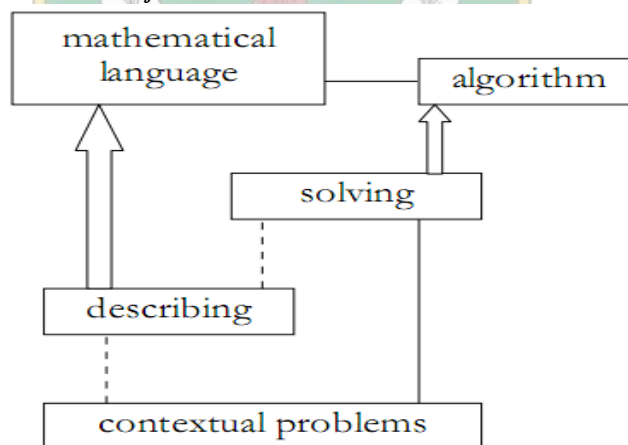 mathematical
language
algorithm
solving
describing
contextual problems